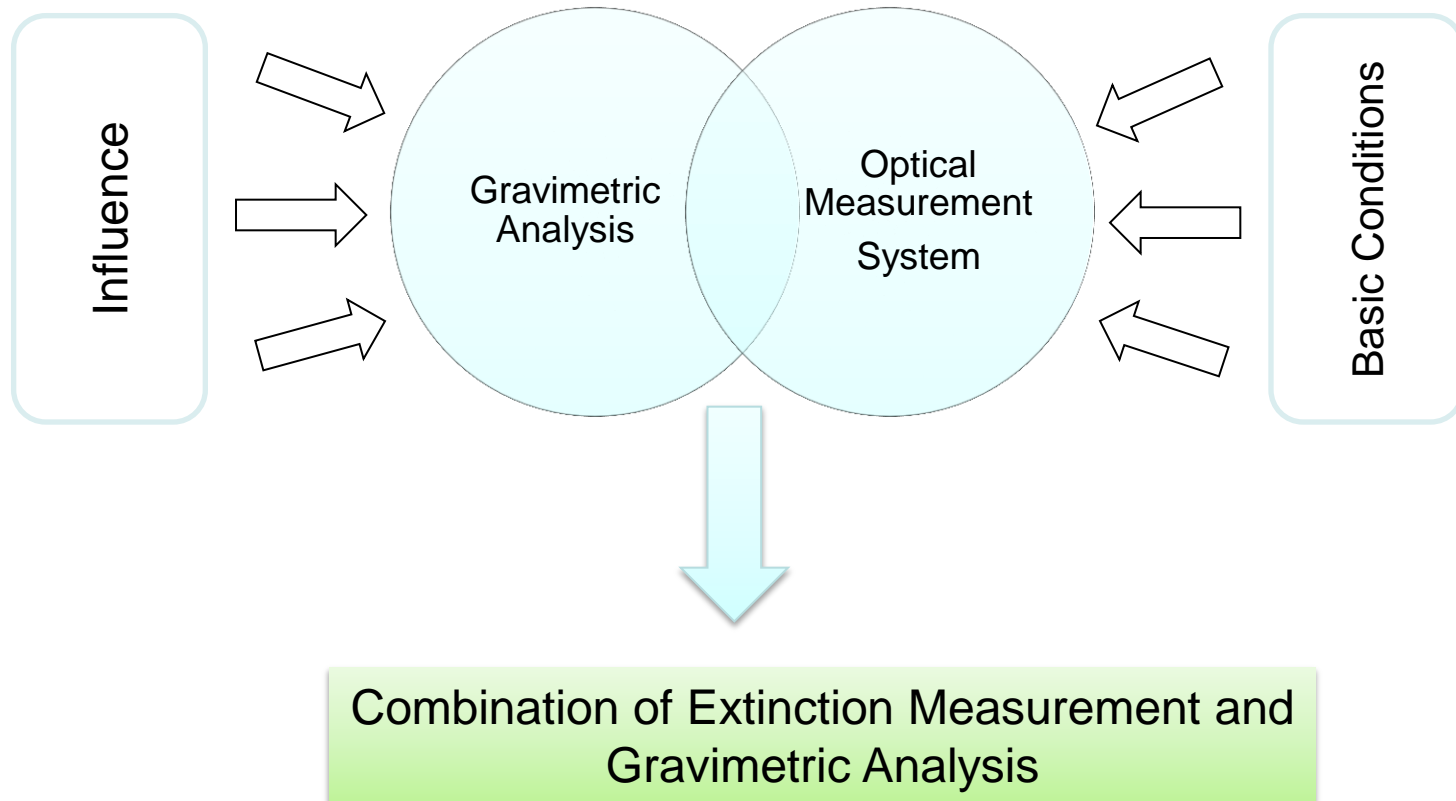 Influence
Gravimetric
Analysis
Optical
Measurement
System
Basic Conditions
Combination of Extinction Measurement and
Gravimetric Analysis